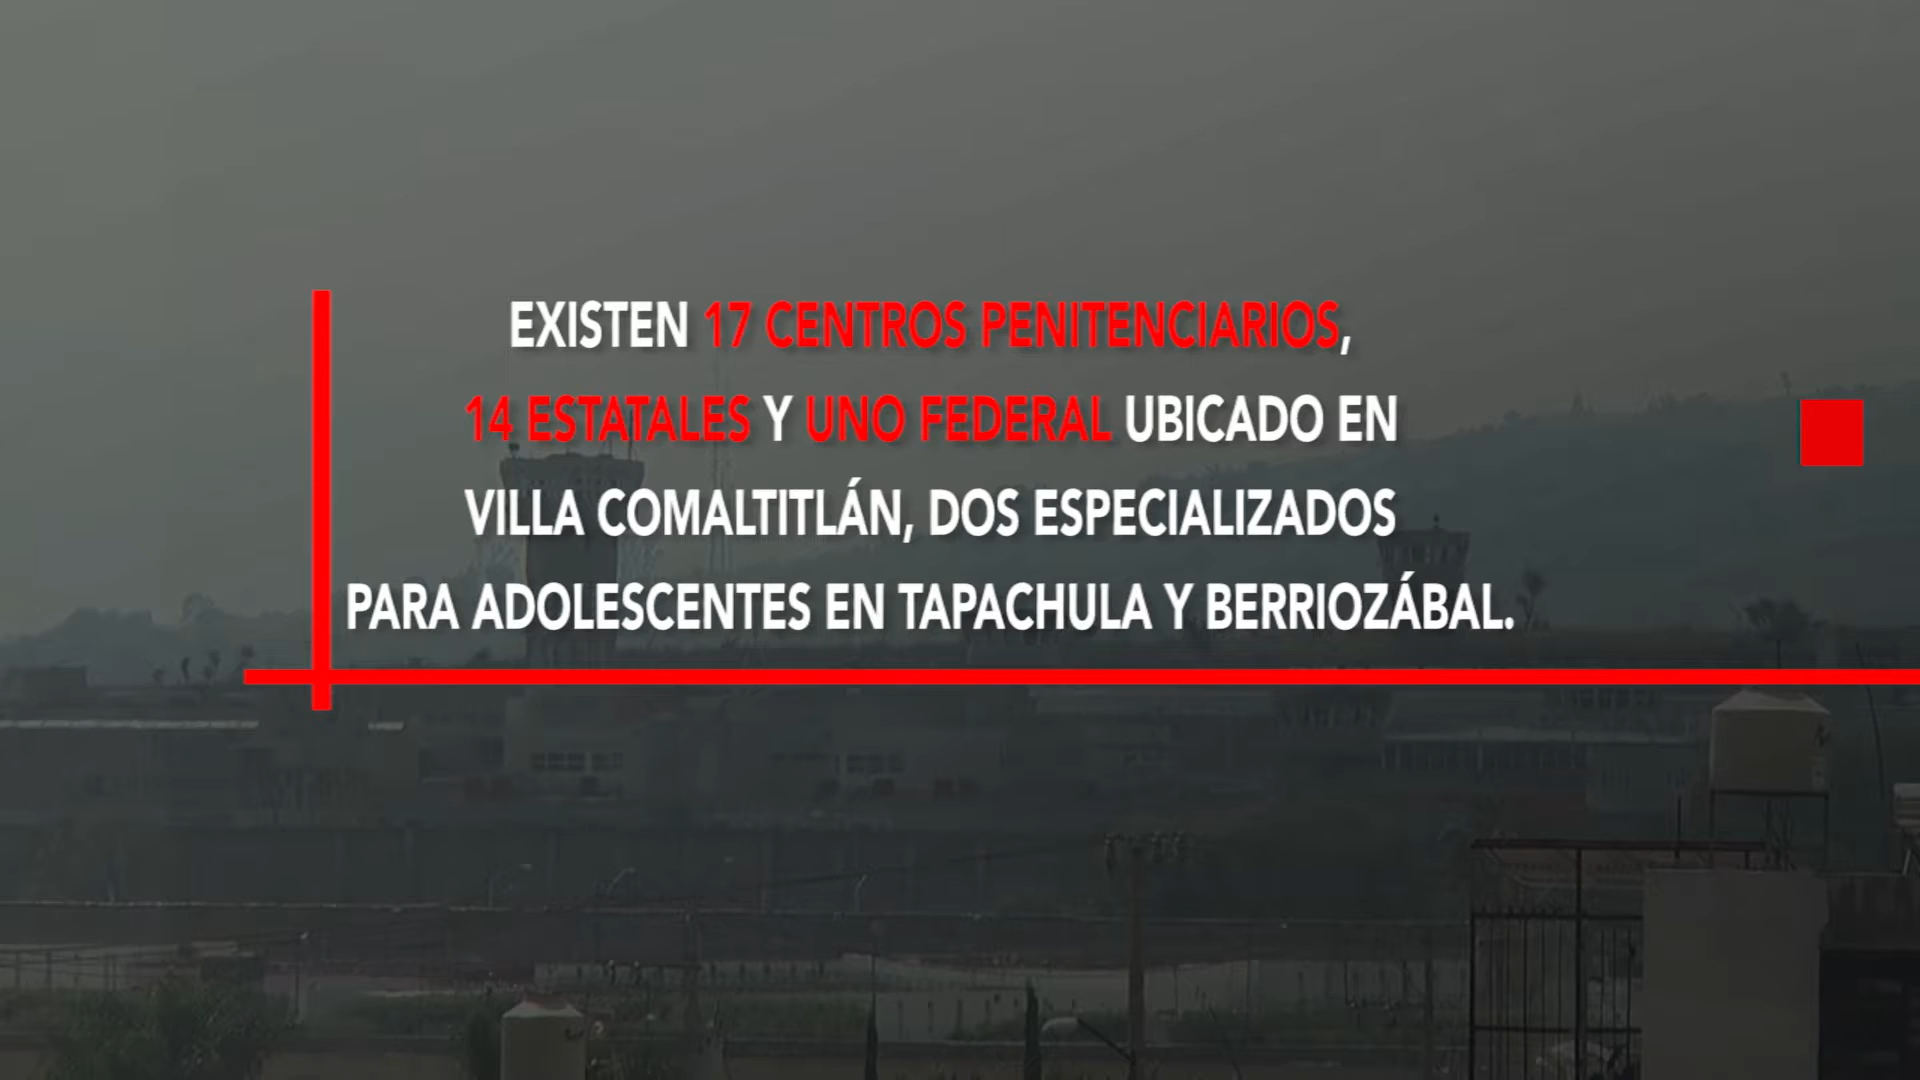 EXISTEN 17 CENTROS PENITENCIARIOS,
14 ESTATALES Y UNO FEDERAL UBICADO EN
VILLA COMALTITLÁN, DOS ESPECIALIZADOS
PARA ADOLESCENTES EN TAPACHULA Y BERRIOZÁBAL.